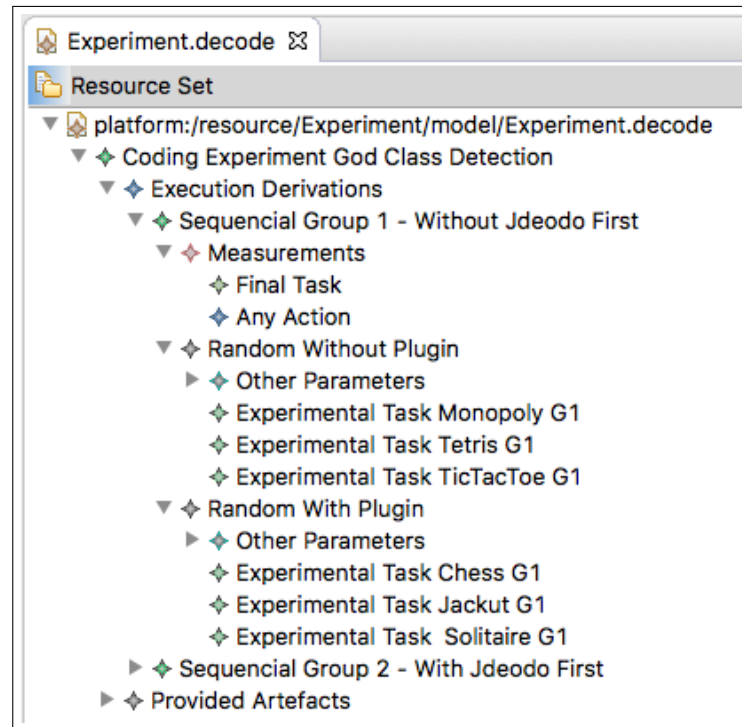 Experiment.decode
Resource Set
platform:/resource/Experiment/model/Experiment.decode
Coding Experiment God Class Detection
Execution Derivations
Sequencial Group 1 - Without Jdeodo First
Measurements
Final Task
Any Action
Random Without Plugin
Other Parameters
Experimental Task Monopoly G1
Experimental Task Tetris G1
Experimental Task TicTacToe G1
Random With Plugin
Other Parameters
Experimental Task Chess G1
Experimental Task Jackut G1
Experimental Task  Solitaire G1
Sequencial Group 2 - With Jdeodo First
Provided Artefacts